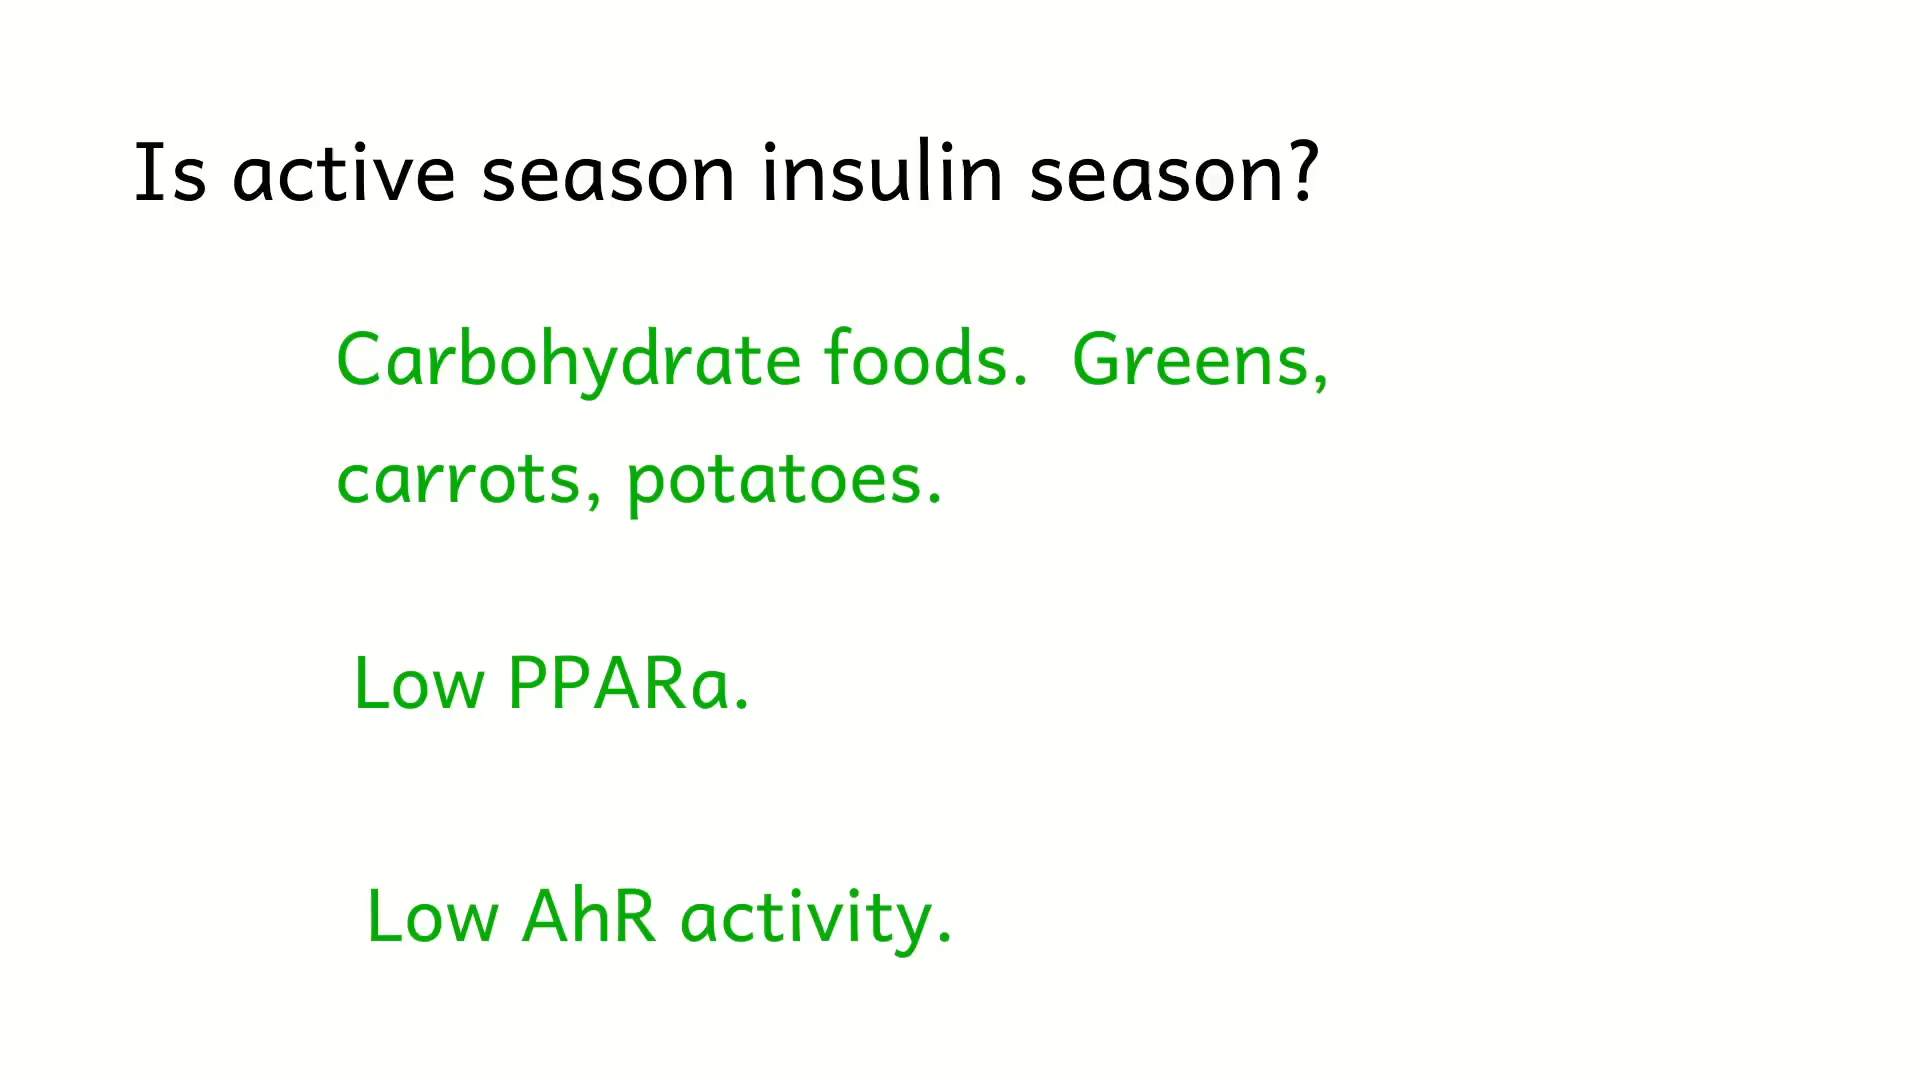 Is active season insulin season?
Carbohydrate foods.  Greens,
carrots, potatoes.
Low PPARa.
Low AhR activity.